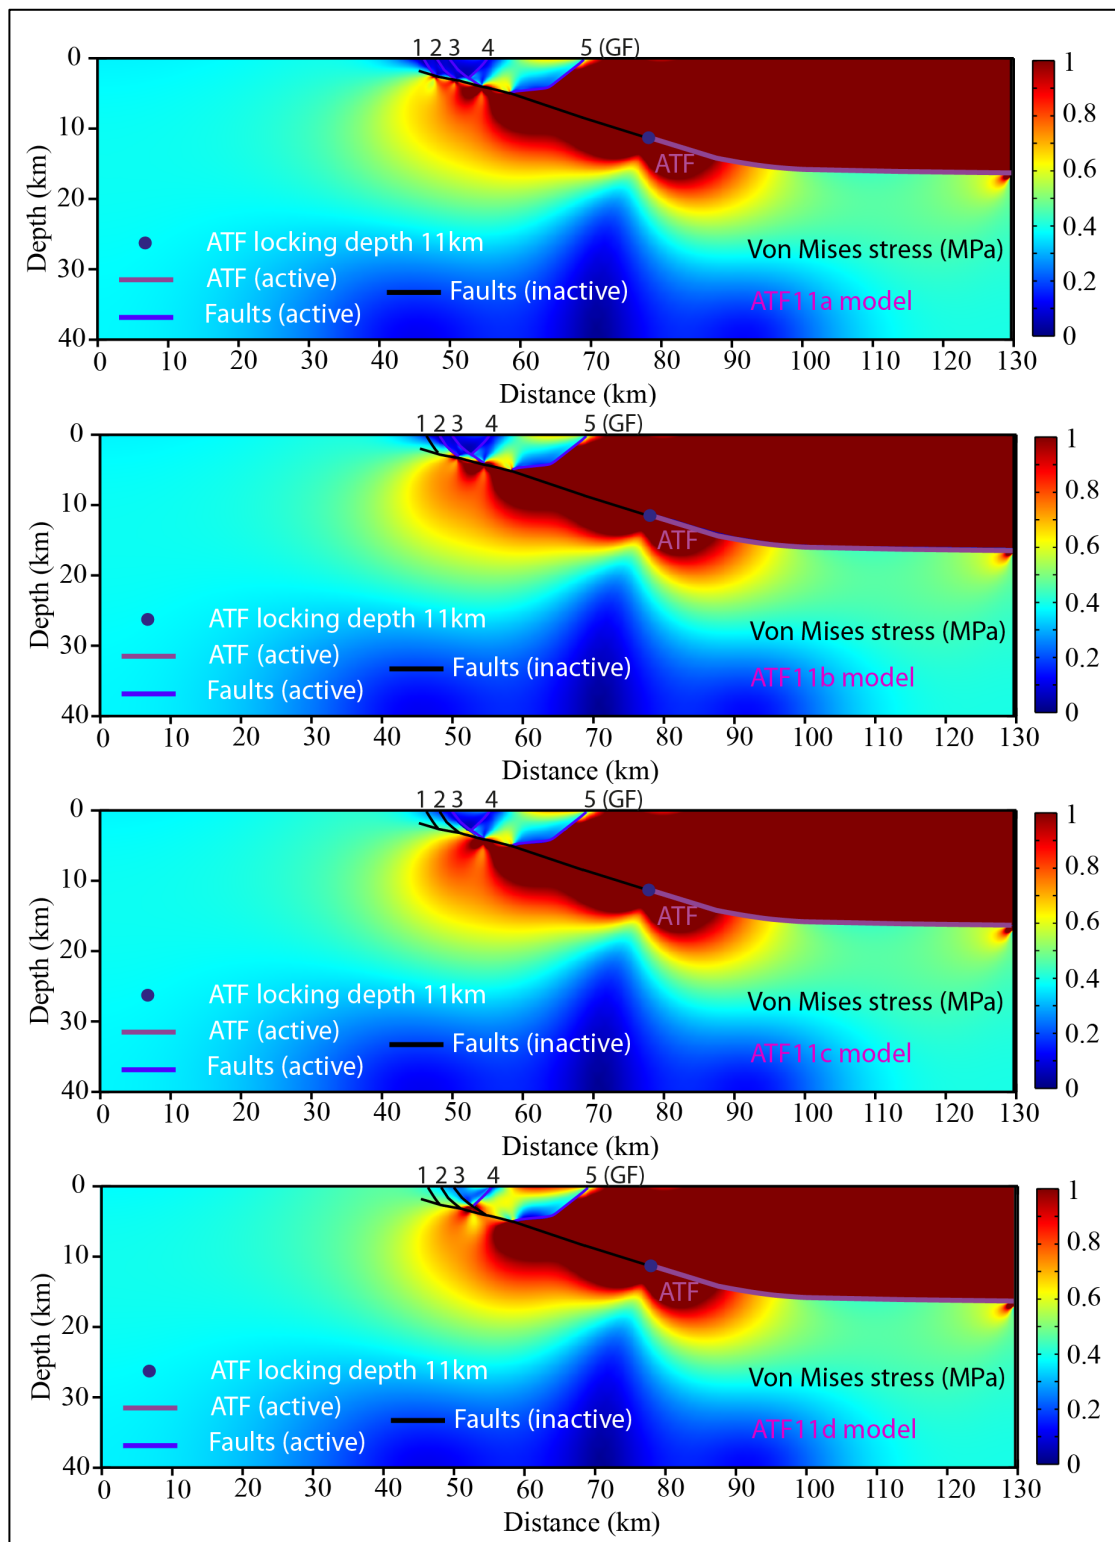 1 2 3 4 5 (GF)
0 1
10 0.8
ATF 0.6
20
ATF locking depth 11km Von Mises stress (MPa) 0.4
30 ATF (active) Faults (inactive) ATF11a model 0.2
Faults (active)
40 0
0 10 20 30 40 50 60 70 80 90 100 110 120 130
Depth (km)
Distance (km)
1 2 3 4 5 (GF)
0 1
10 0.8
ATF 0.6
20
ATF locking depth 11km Von Mises stress (MPa) 0.4
30 ATF (active) Faults (inactive) ATF11b model 0.2
Faults (active)
40 0
0 10 20 30 40 50 60 70 80 90 100 110 120 130
Depth (km)
Distance (km)
1 2 3 4 5 (GF)
0 1
10 0.8
ATF 0.6
20
ATF locking depth 11km Von Mises stress (MPa) 0.4
30 ATF (active) Faults (inactive) ATF11c model 0.2
Faults (active)
40 0
0 10 20 30 40 50 60 70 80 90 100 110 120 130
Depth (km)
Distance (km)
1 2 3 4 5 (GF)
0 1
10 0.8
ATF 0.6
20
ATF locking depth 11km Von Mises stress (MPa) 0.4
30 ATF (active) Faults (inactive) ATF11d model 0.2
Faults (active)
40 0
0 10 20 30 40 50 60 70 80 90 100 110 120 130
Depth (km)
Distance (km)